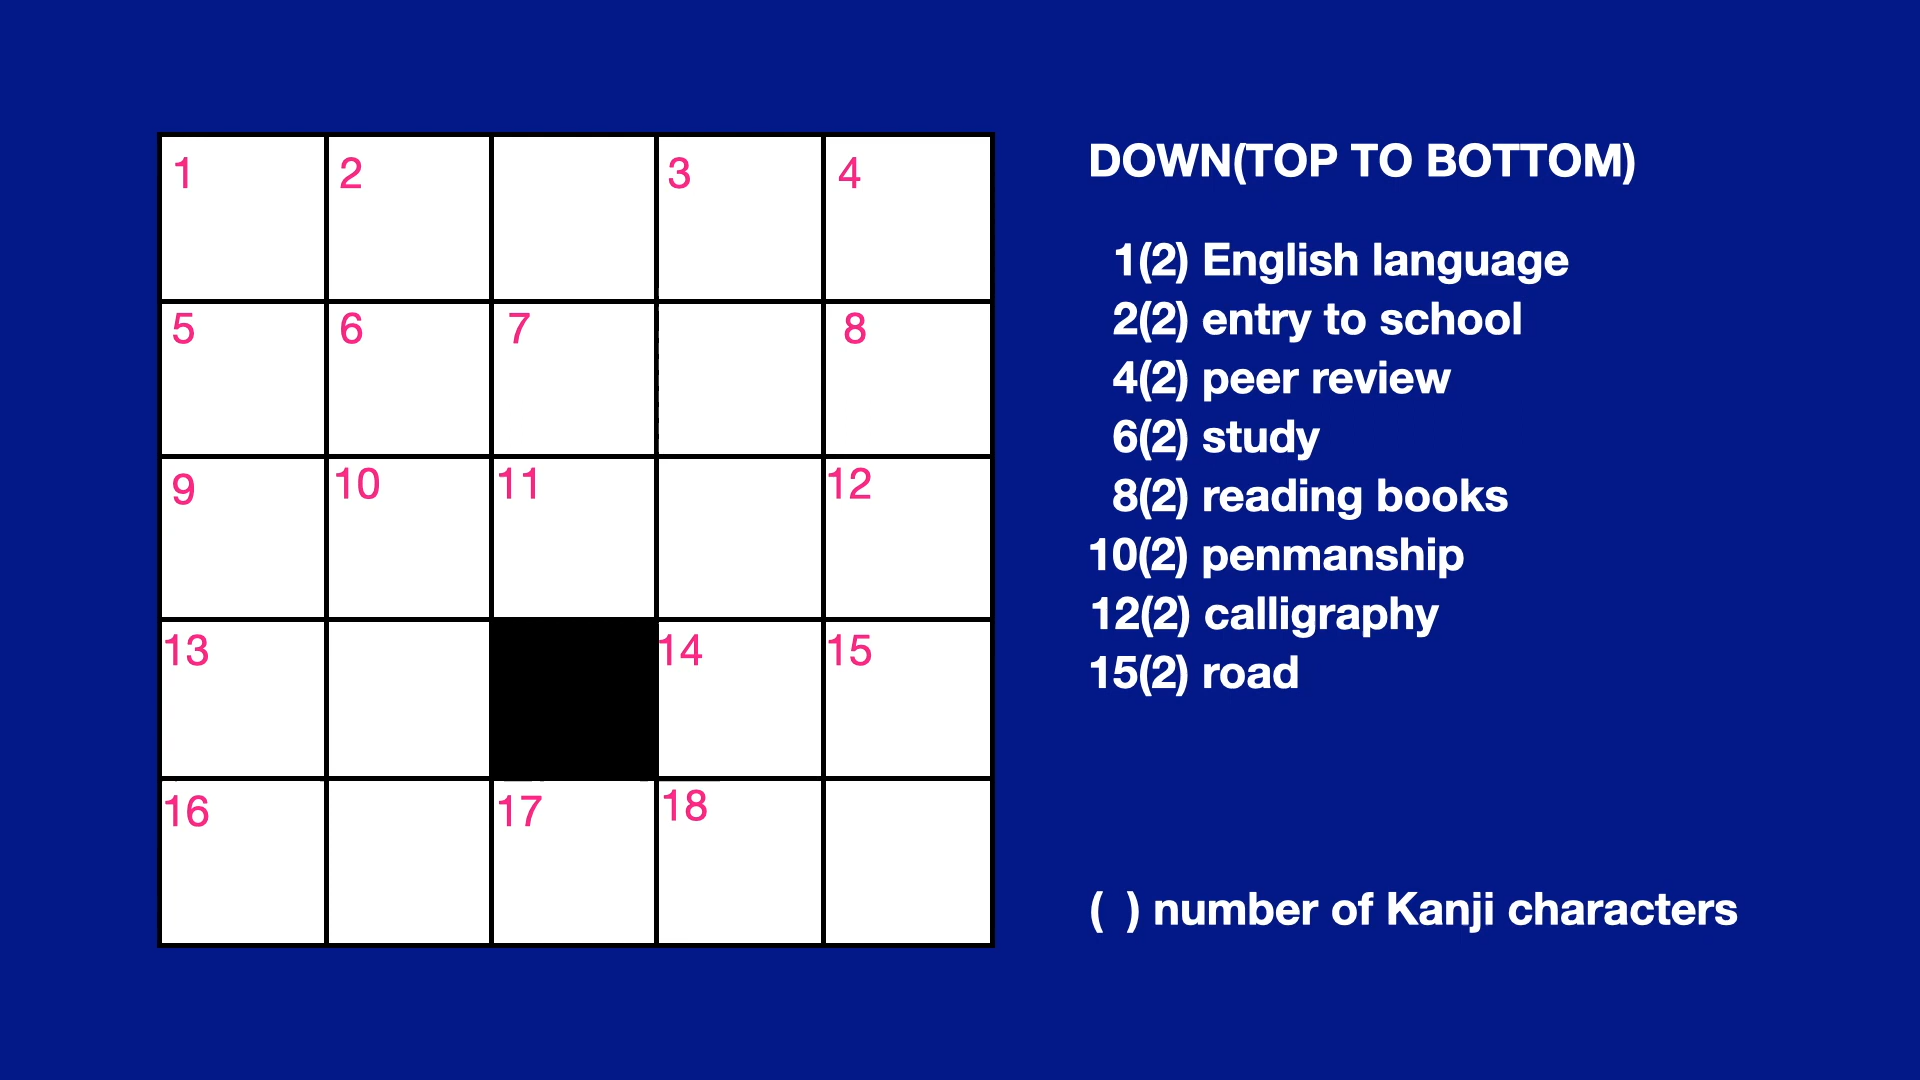 1 2 3 4
5 6 7 8
9 10 11 12
13 14 15
16 17 18
DOWN(TOP TO BOTTOM)
1(2) English language
2(2) entry to school
4(2) peer review
6(2) study
8(2) reading books
10(2) penmanship
12(2) calligraphy
15(2) road
( ) number of Kanji characters